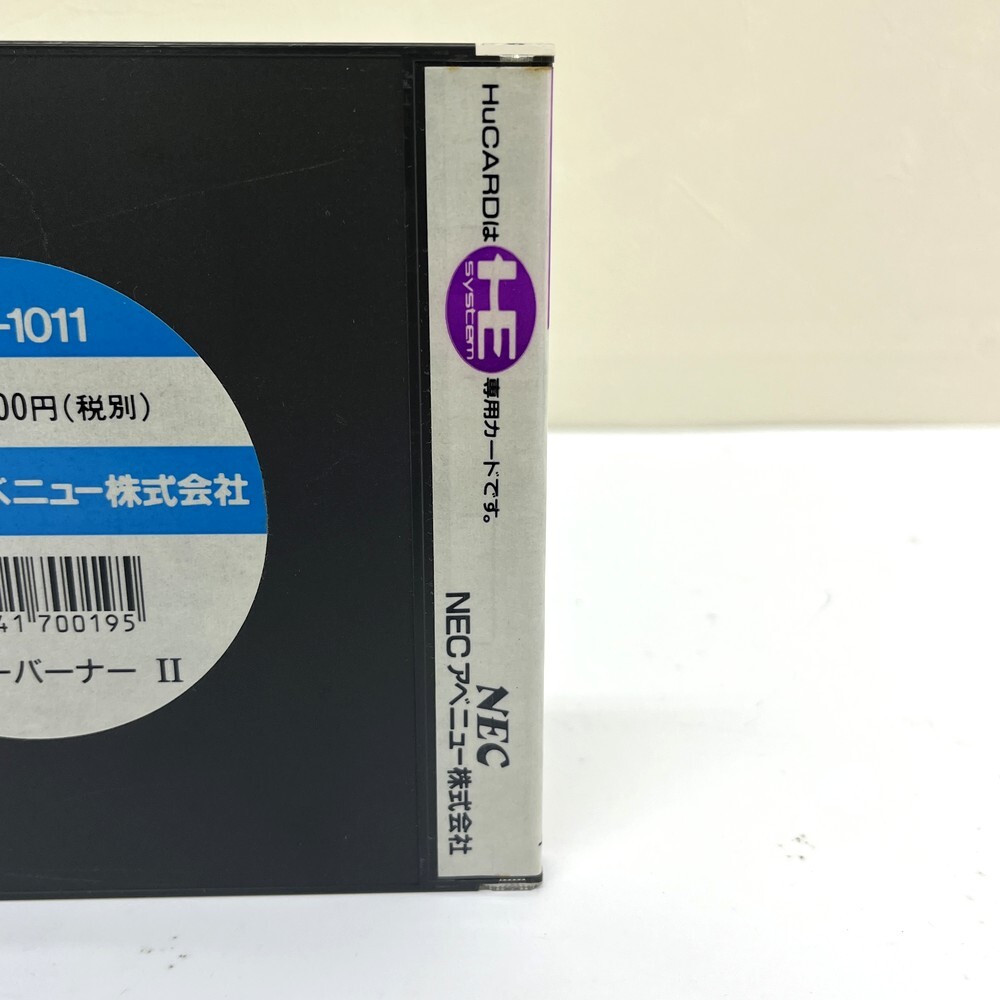 -1011
00円(税別)
ベニュー株式会社
41 700195
ーバーナー II
HuCARDは
HE
system
専用カードです。
NEC
NECアベニュー株式会社